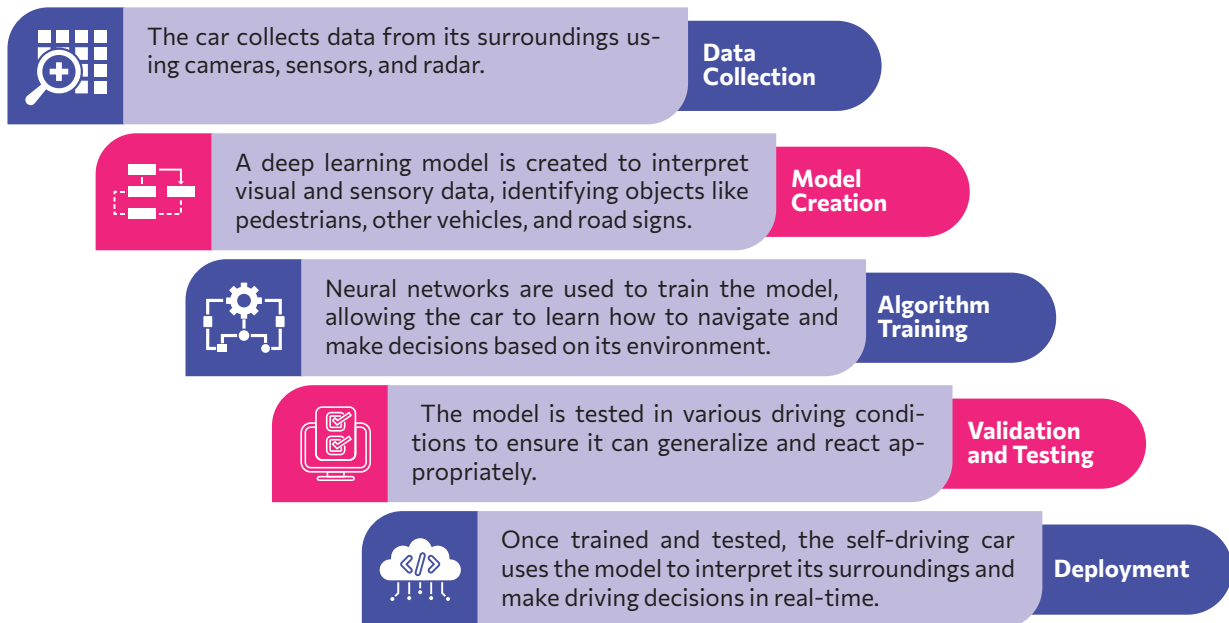 The car collects data from its surroundings us-
ing cameras, sensors, and radar.
Data
Collection
A deep learning model is created to interpret
visual and sensory data, identifying objects like
pedestrians, other vehicles, and road signs.
Model
Creation
Neural networks are used to train the model,
allowing the car to learn how to navigate and
make decisions based on its environment.
Algorithm
Training
The model is tested in various driving condi-
tions to ensure it can generalize and react ap-
propriately.
Validation
and Testing
Once trained and tested, the self-driving car
uses the model to interpret its surroundings and
make driving decisions in real-time.
Deployment